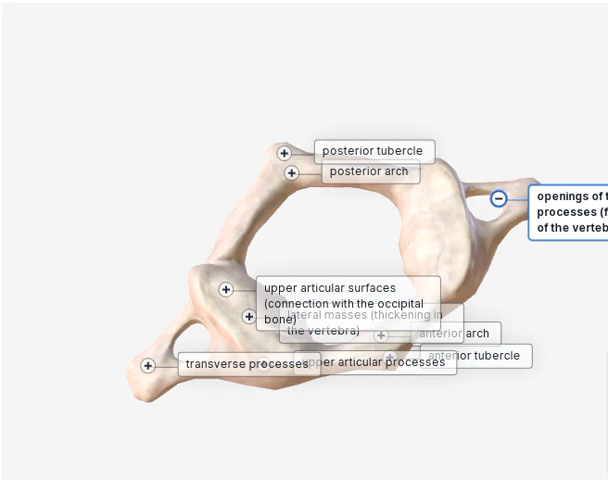 posterior tubercle
posterior arch
openings of
processes
of the
upper articular surfaces
(connection with the occipital
bone)
lateral masses (thickening in
the vertebra)
anterior arch
anterior tubercle
transverse processes
upper articular processes